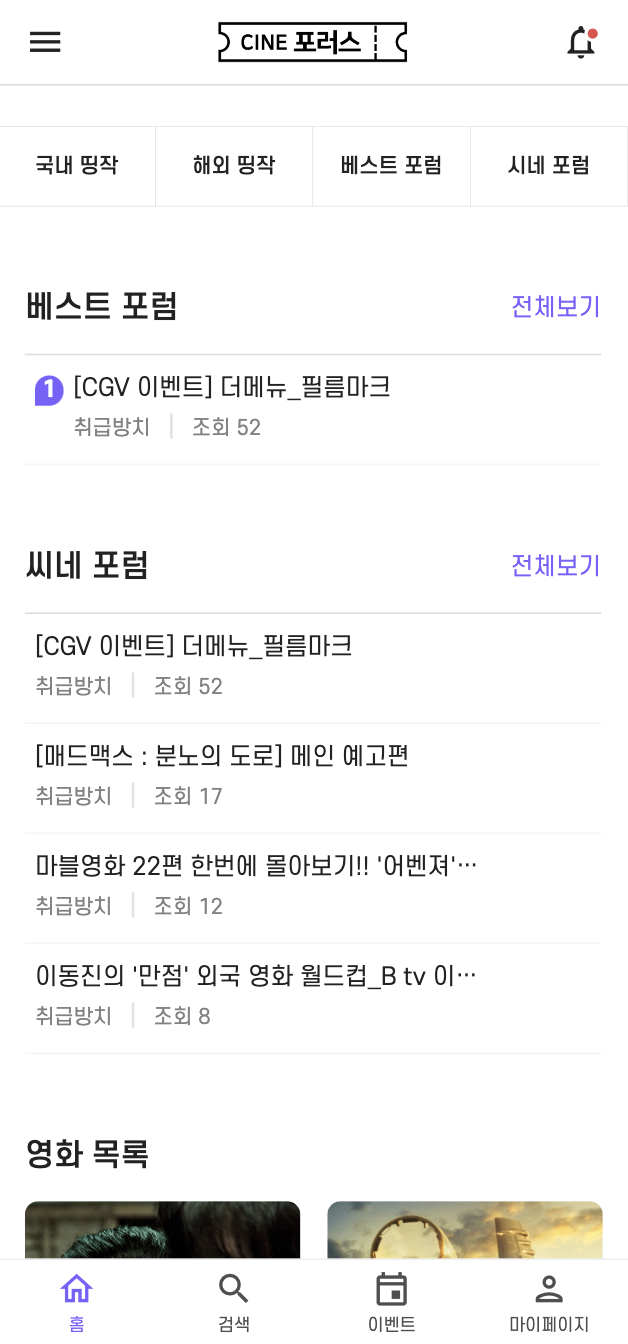 CINE 포러스
국내 띵작
해외 띵작
베스트 포럼
시네 포럼
베스트 포럼
전체보기
1 [CGV 이벤트] 더메뉴_필름마크
취급방치 조회 52
씨네 포럼
전체보기
[CGV 이벤트] 더메뉴_필름마크
취급방치 조회 52
[매드맥스 : 분노의 도로] 메인 예고편
취급방치 조회 17
마블영화 22편 한번에 몰아보기!! '어벤져'…
취급방치 조회 12
이동진의 '만점' 외국 영화 월드컵_B tv 이…
취급방치 조회 8
영화 목록
홈
검색
이벤트
마이페이지